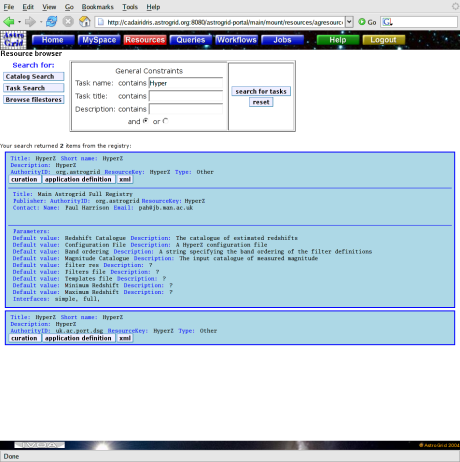 File Edit View Go Bookmarks Tools Help
http://cadairidris.astrogrid.org:8080/astrogrid-portal/main/mount/resources/agresourc Go
Astro Grid Home MySpace Resources Queries Workflows Jobs Help Logout
Resource browser
Search for:
Catalog Search
Task Search
Browse filestores
General Constraints
Task name: contains Hyper
Task title: contains
Description: contains
and or
search for tasks
reset
Your search returned 2 items from the registry:
Title: HyperZ Short name: HyperZ
Description: HyperZ
AuthorityID: org.astrogrid ResourceKey: HyperZ Type: Other
curation application definition xml
Title: Main Astrogrid Full Registry
Publisher: AuthorityID: org.astrogrid ResourceKey: HyperZ
Contact: Name: Paul Harrison Email: pah@jb.man.ac.uk
Parameters:
Default value: Redshift Catalogue Description: The catalogue of estimated redshifts
Default value: Configuration File Description: A HyperZ configuration file
Default value: Band ordering Description: A string specifying the band ordering of the filter definitions
Default value: Magnitude Catalogue Description: The input catalogue of measured magnitude
Default value: filter res Description: ?
Default value: Filters file Description: ?
Default value: Templates file Description: ?
Default value: Minimum Redshift Description: ?
Default value: Maximum Redshift Description: ?
Interfaces: simple, full,
Title: HyperZ Short name: HyperZ
Description: HyperZ
AuthorityID: uk.ac.port.dng ResourceKey: HyperZ Type: Other
curation application definition xml
© AstroGrid 2004
Done